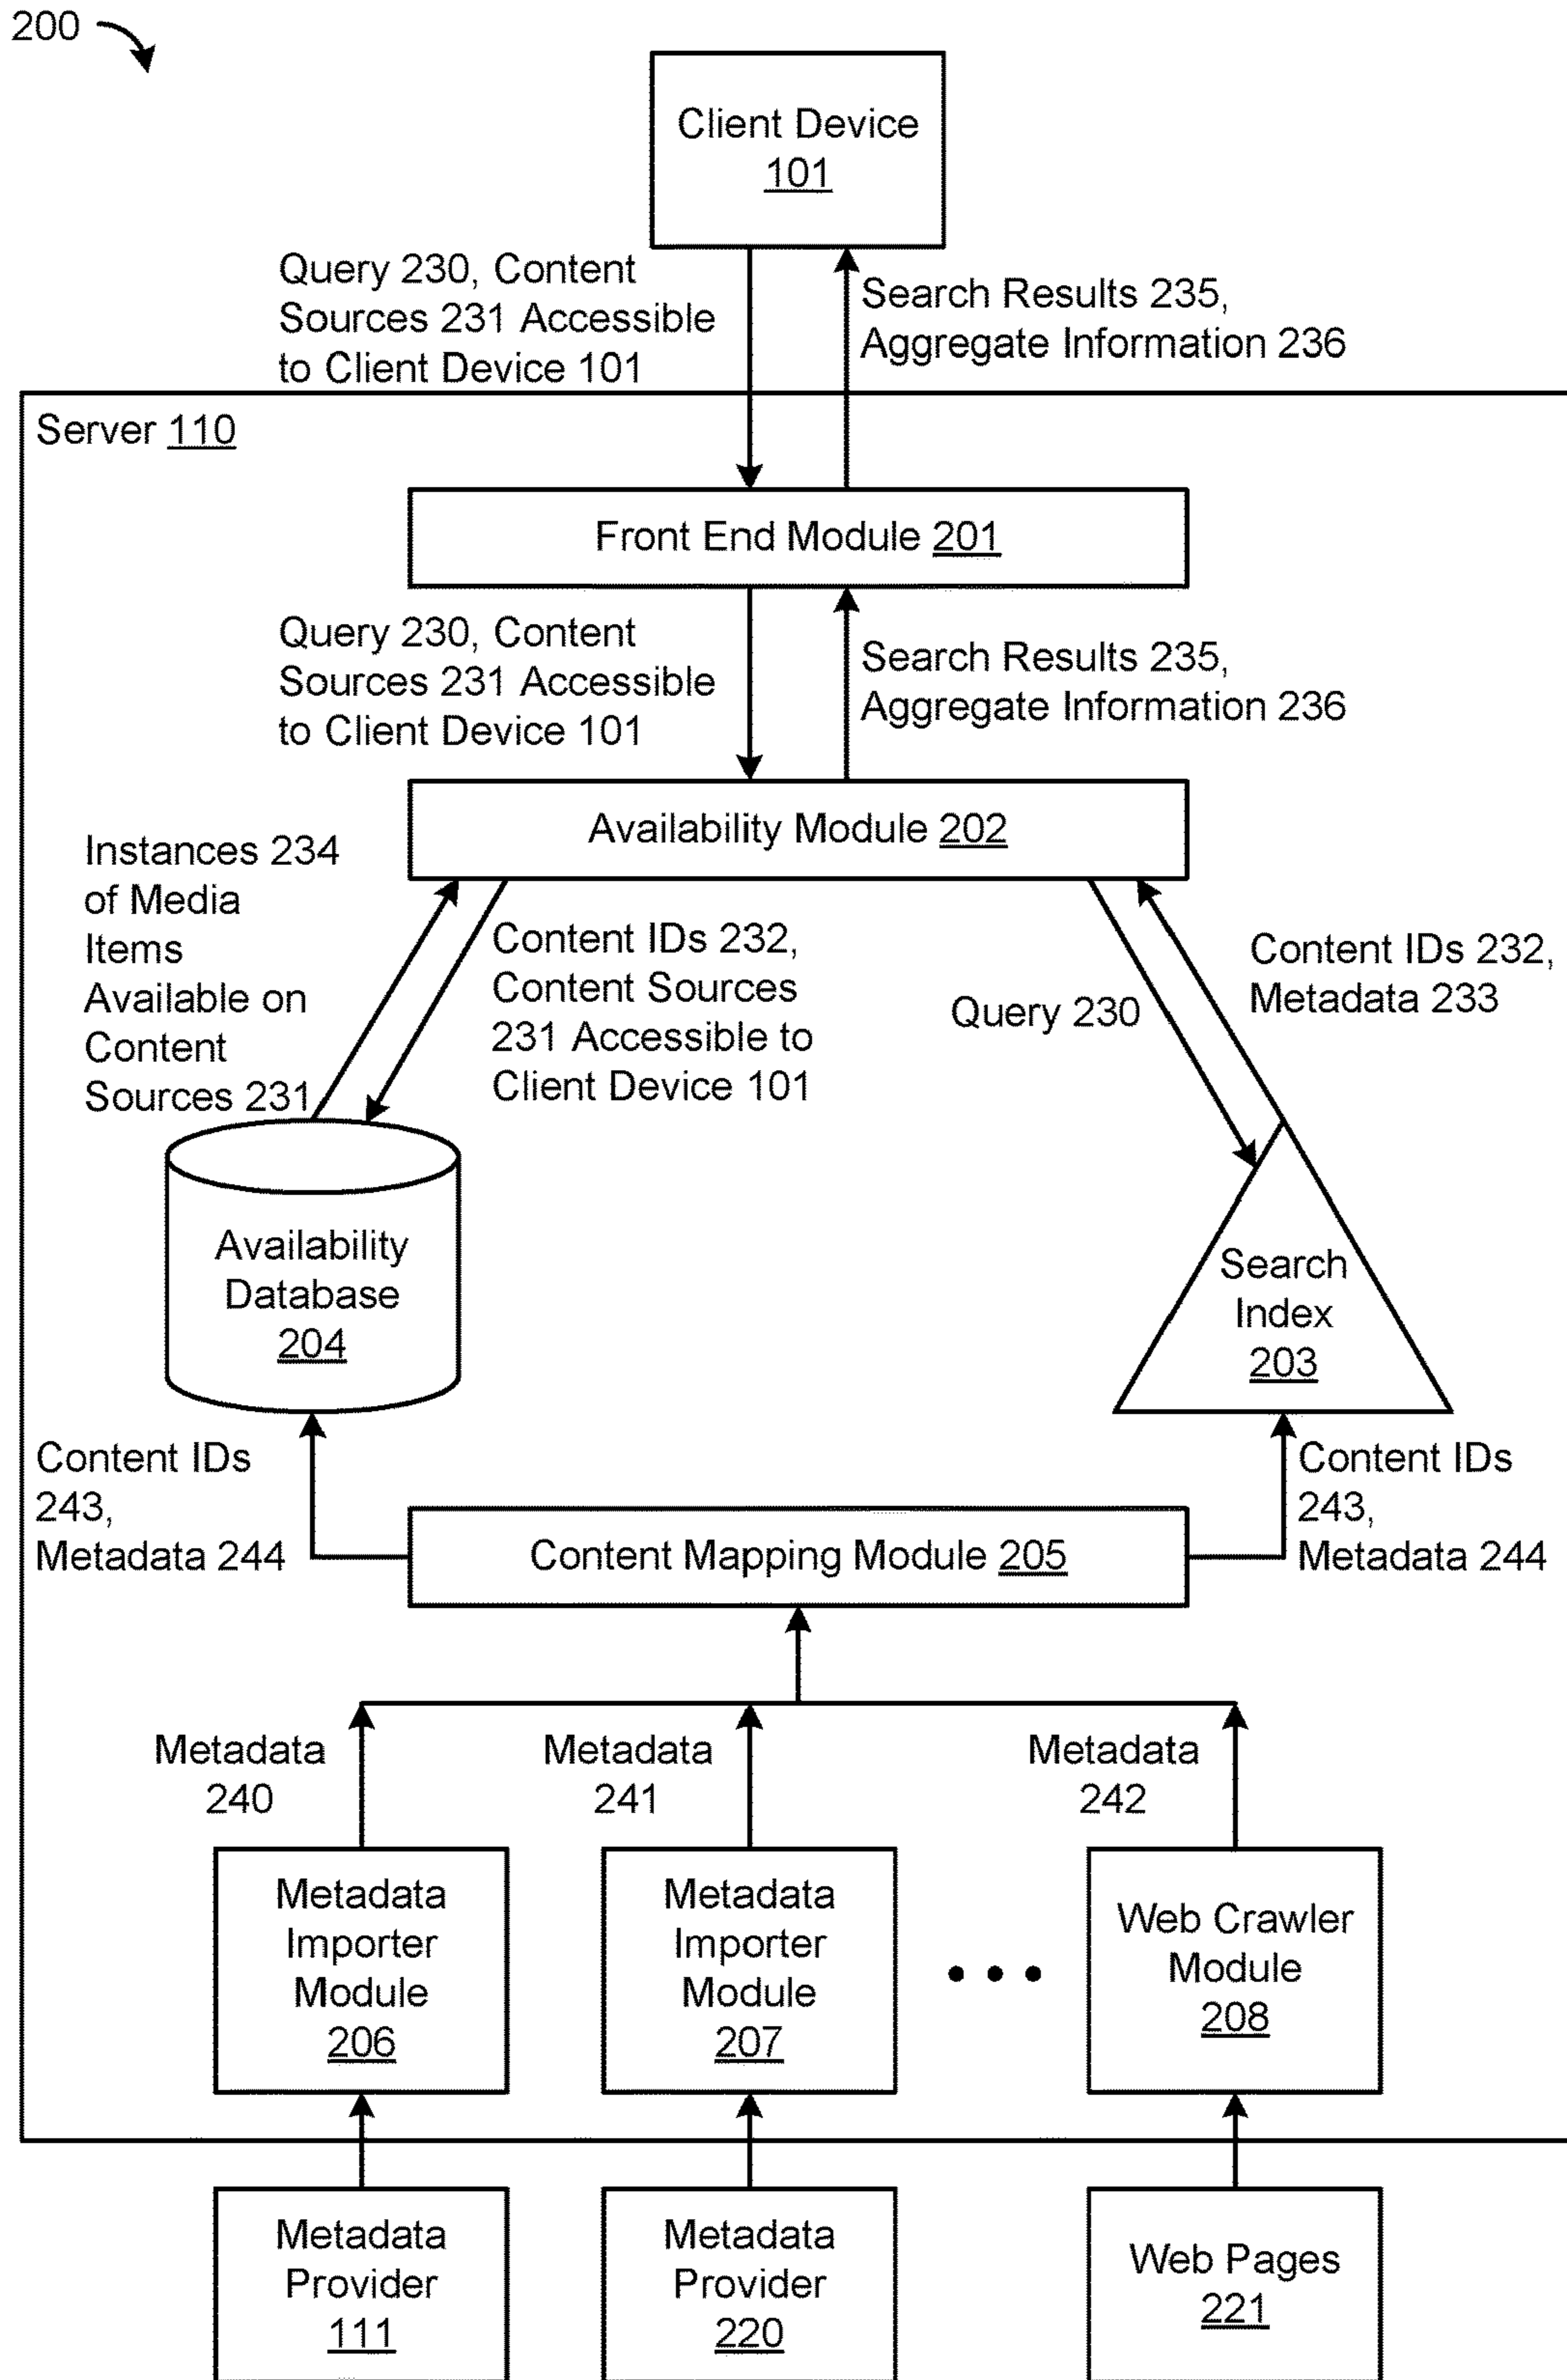 200
Client Device
101
Query 230, Content
Sources 231 Accessible
to Client Device 101
Search Results 235,
Aggregate Information 236
Server 110
Front End Module 201
Query 230, Content
Sources 231 Accessible
to Client Device 101
Search Results 235,
Aggregate Information 236
Availability Module 202
Instances 234
of Media
Items
Available on
Content
Sources 231
Content IDs 232,
Content Sources
231 Accessible to
Client Device 101
Query 230
Content IDs 232,
Metadata 233
Availability
Database
204
Search
Index
203
Content IDs
243,
Metadata 244
Content Mapping Module 205
Content IDs
243,
Metadata 244
Metadata
240
Metadata
241
Metadata
242
Metadata
Importer
Module
206
Metadata
Importer
Module
207
Web Crawler
Module
208
Metadata
Provider
111
Metadata
Provider
220
Web Pages
221